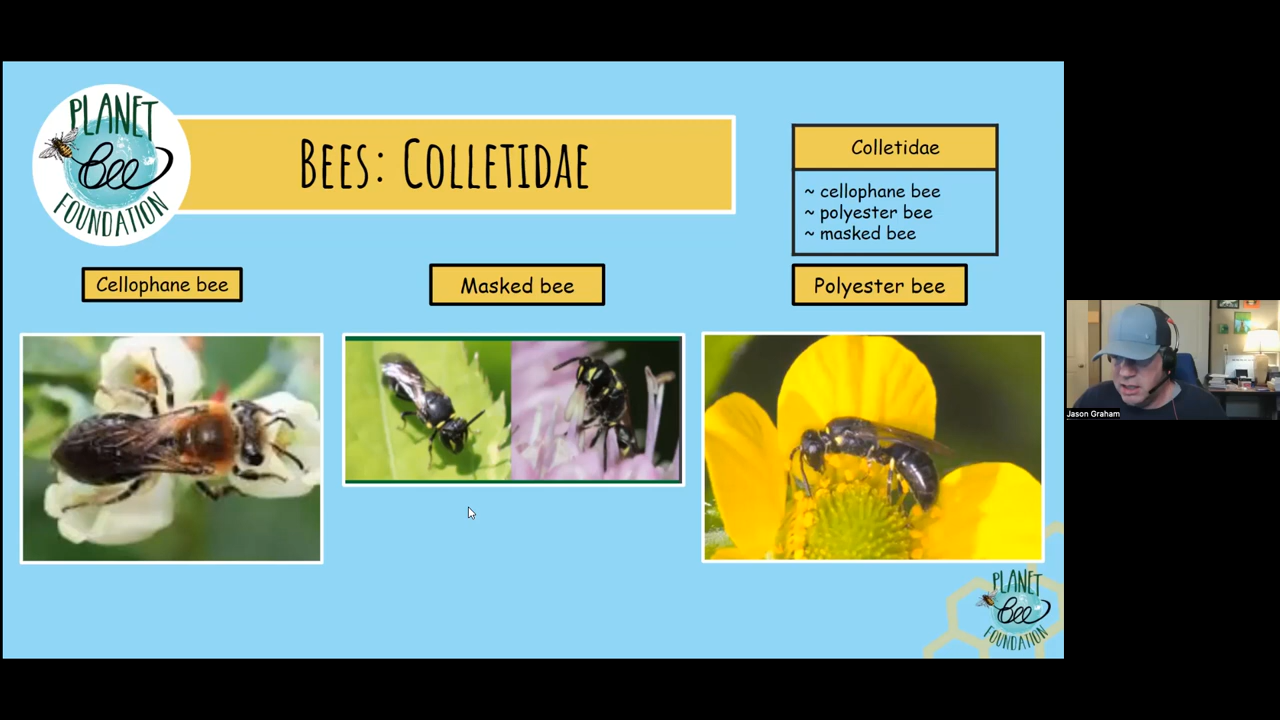 PLANET
Bee
FOUNDATION
BEES: COLLETIDAE
Colletidae
~ cellophane bee
~ polyester bee
~ masked bee
Cellophane bee
Masked bee
Polyester bee
Jason Graham
PLANET
Bee
FOUNDATION